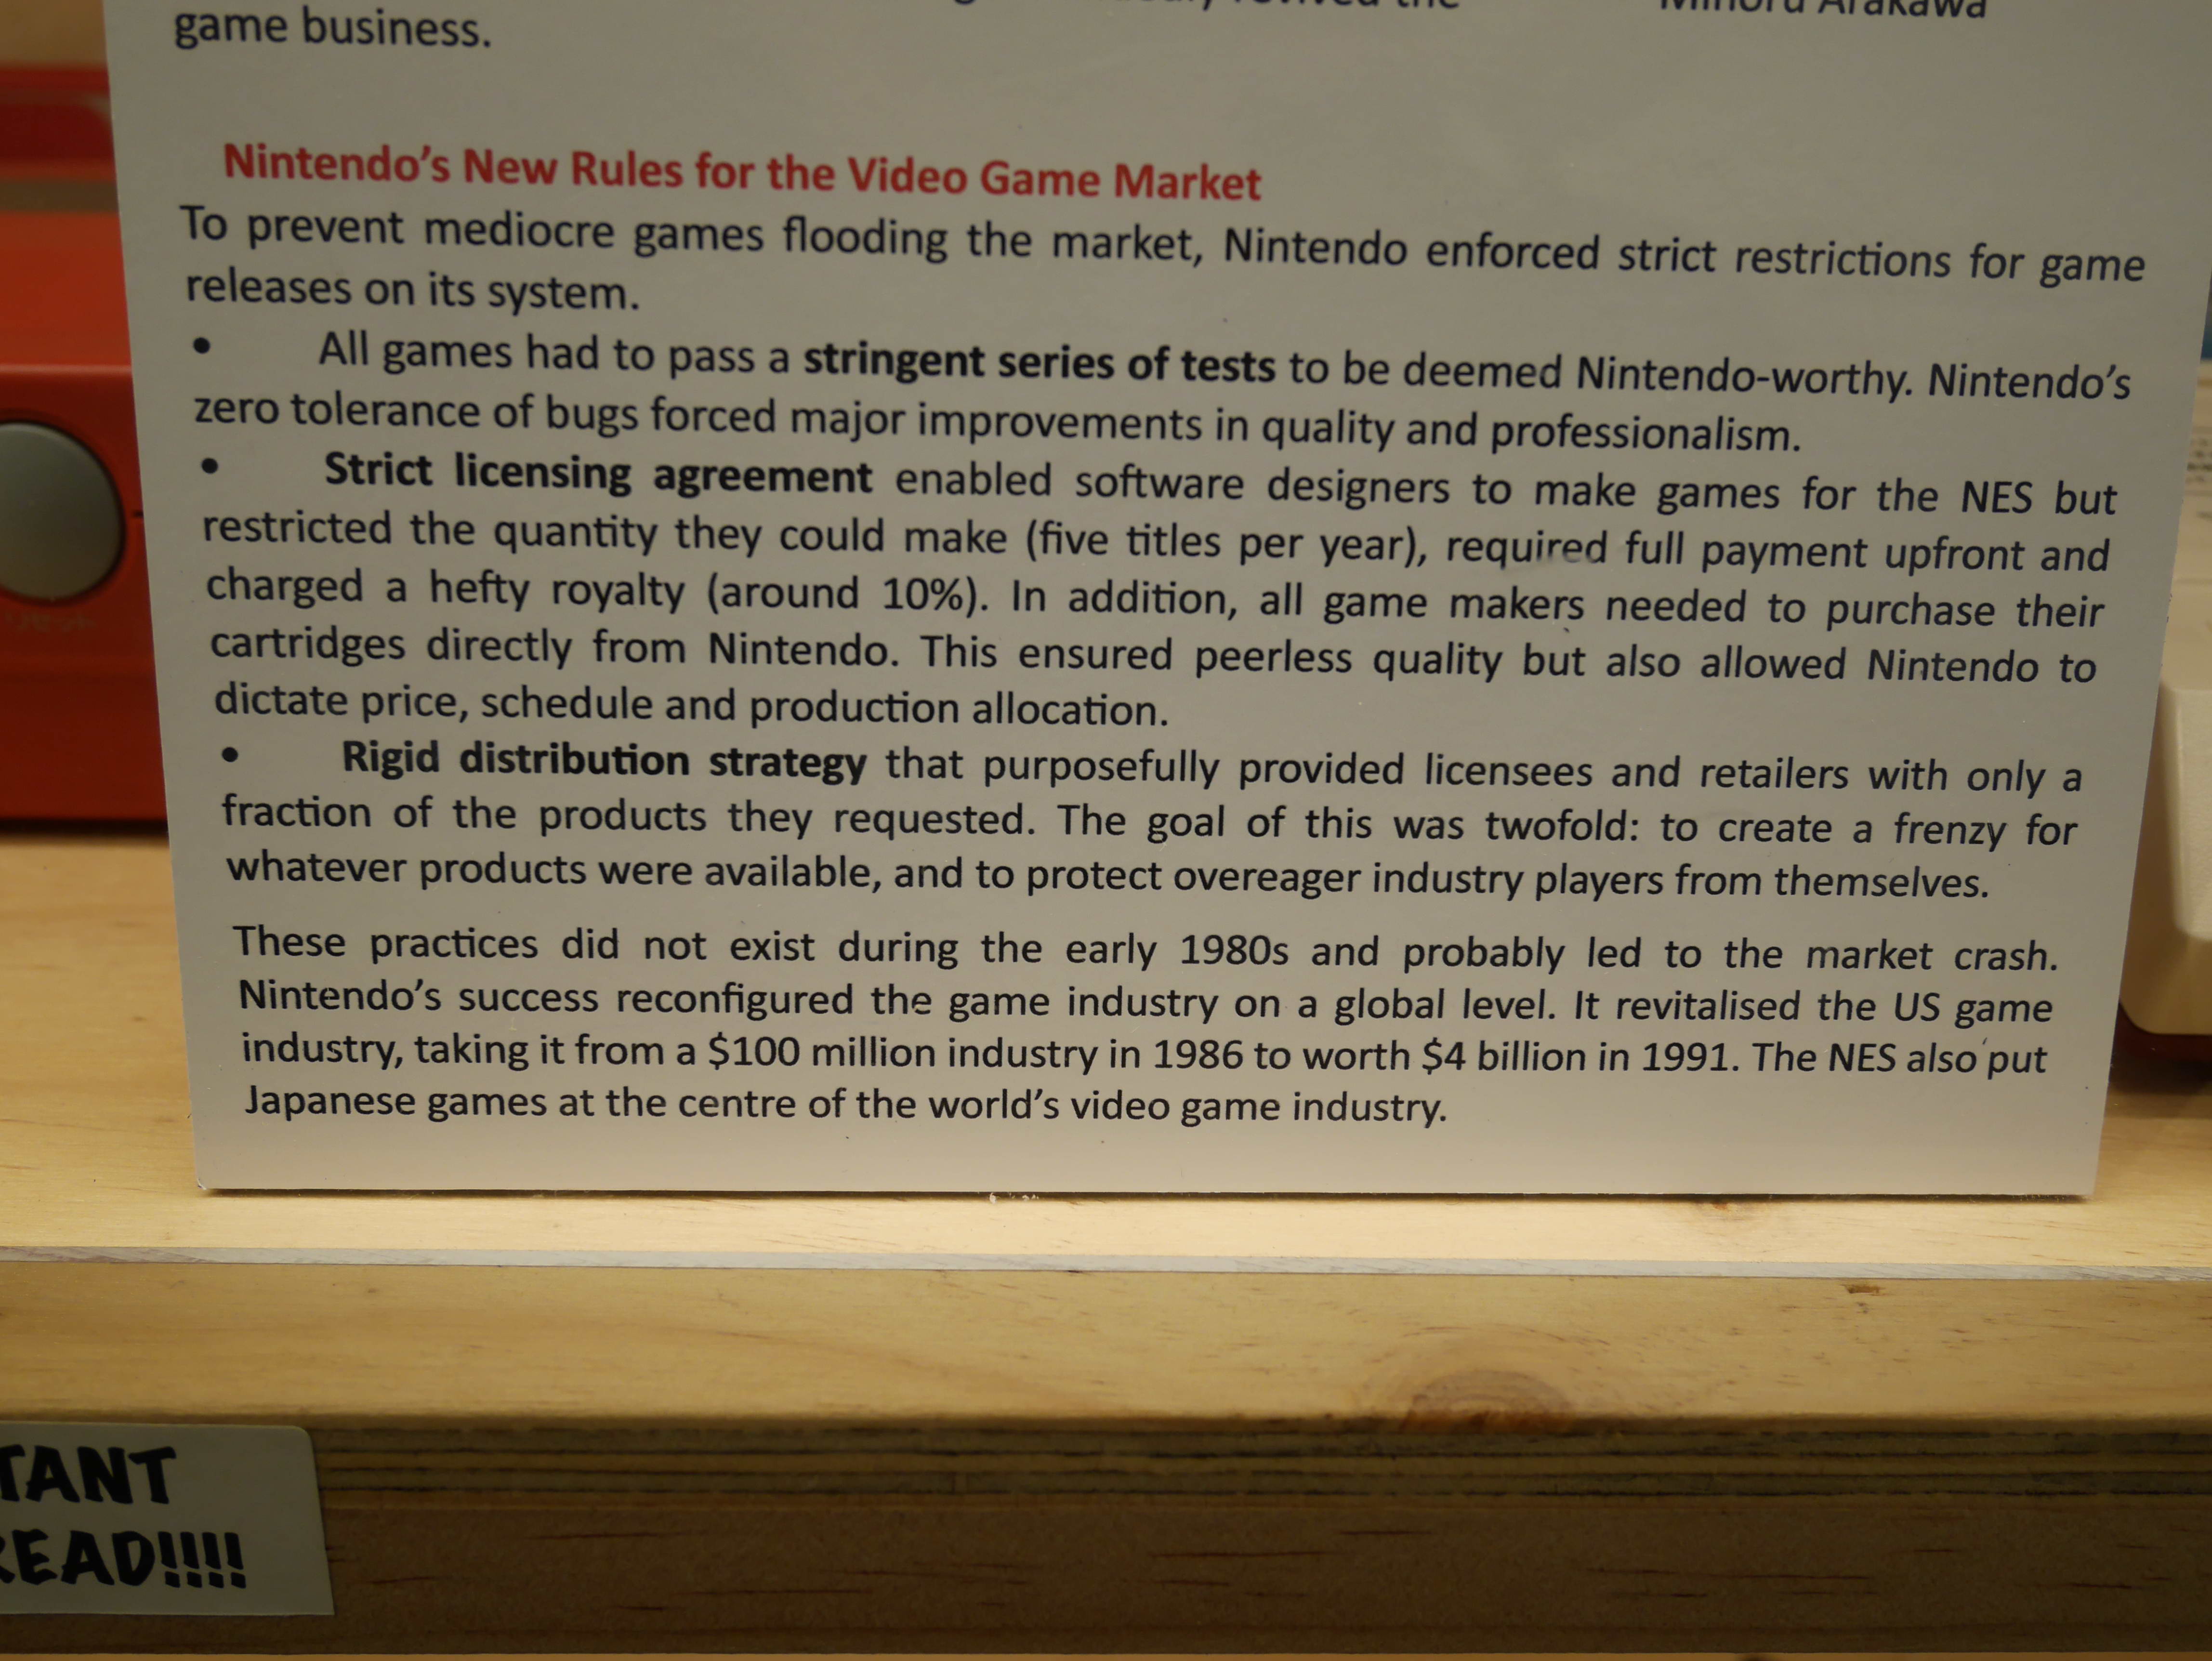 revived the
Minoru Arakawa
game business.
Nintendo’s New Rules for the Video Game Market
To prevent mediocre games flooding the market, Nintendo enforced strict restrictions for game
releases on its system.
• All games had to pass a stringent series of tests to be deemed Nintendo-worthy. Nintendo’s
zero tolerance of bugs forced major improvements in quality and professionalism.
• Strict licensing agreement enabled software designers to make games for the NES but
restricted the quantity they could make (five titles per year), required full payment upfront and
charged a hefty royalty (around 10%). In addition, all game makers needed to purchase their
cartridges directly from Nintendo. This ensured peerless quality but also allowed Nintendo to
dictate price, schedule and production allocation.
• Rigid distribution strategy that purposefully provided licensees and retailers with only a
fraction of the products they requested. The goal of this was twofold: to create a frenzy for
whatever products were available, and to protect overeager industry players from themselves.
These practices did not exist during the early 1980s and probably led to the market crash.
Nintendo’s success reconfigured the game industry on a global level. It revitalised the US game
industry, taking it from a $100 million industry in 1986 to worth $4 billion in 1991. The NES also put
Japanese games at the centre of the world’s video game industry.
TANT
READ!!!!